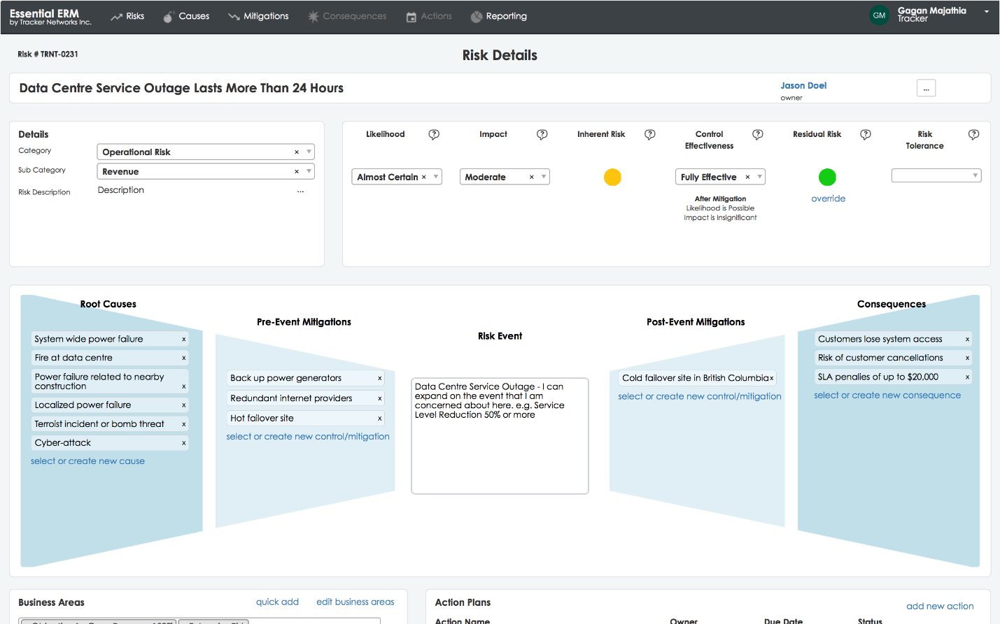 Essential ERM
by Tracker Networks Inc.
Risks
Causes
Mitigations
Consequences
Actions
Reporting
GM
Gagan Majathia
Tracker
Risk # TRNT-0231
Risk Details
Data Centre Service Outage Lasts More Than 24 Hours
Jason Doel
owner
...
Details
Category
Operational Risk ×
Sub Category
Revenue ×
Risk Description
Description
...
Likelihood ?
Impact ?
Inherent Risk ?
Control
Effectiveness
?
Residual Risk ?
Risk
Tolerance
?
Almost Certain ×
Moderate ×
Fully Effective ×
After Mitigation
Likelihood is Possible
Impact is Insignificant
override
Root Causes
System wide power failure x
Fire at data centre x
Power failure related to nearby
construction x
Localized power failure x
Terroist incident or bomb threat x
Cyber-attack x
select or create new cause
Pre-Event Mitigations
Back up power generators x
Redundant internet providers x
Hot failover site x
select or create new control/mitigation
Risk Event
Data Centre Service Outage - I can
expand on the event that I am
concerned about here. e.g. Service
Level Reduction 50% or more
Post-Event Mitigations
Cold failover site in British Columbia x
select or create new control/mitigation
Consequences
Customers lose system access x
Risk of customer cancellations x
SLA penalies of up to $20,000 x
select or create new consequence
Business Areas
quick add
edit business areas
Action Plans
add new action
Action Name
Owner
Due Date
Status